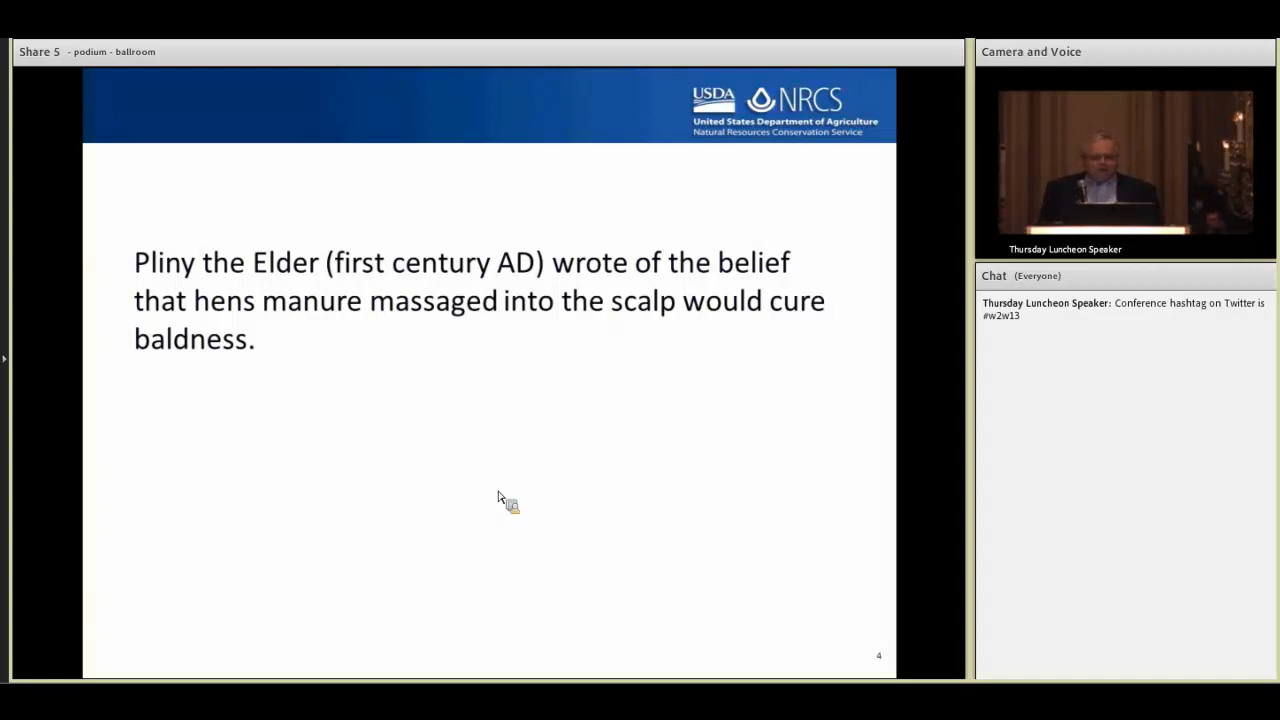 Share 5 - podium - ballroom
USDA NRCS
United States Department of Agriculture
Natural Resources Conservation Service
Pliny the Elder (first century AD) wrote of the belief
that hens manure massaged into the scalp would cure
baldness.
4
Camera and Voice
Thursday Luncheon Speaker
Chat (Everyone)
Thursday Luncheon Speaker: Conference hashtag on Twitter is
#w2w13